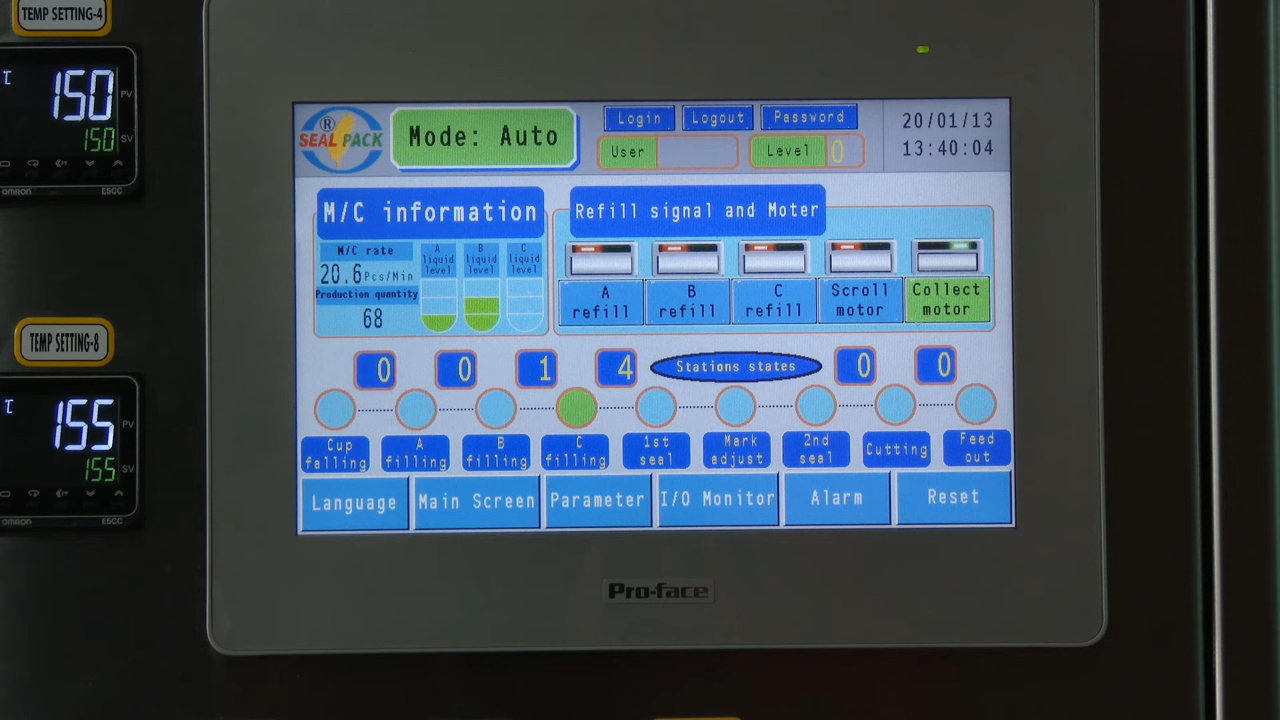 TEMP SETTING-4
℃ 150 PV
150 SV
OMRON E5CC
TEMP SETTING-8
℃ 155 PV
155 SV
OMRON E5CC
® SEAL PACK
Mode: Auto
Login Logout Password
User Level 0
20/01/13
13:40:04
M/C information
M/C rate
20.6 Pcs/Min
Production quantity
68
A liquid level
B liquid level
C liquid level
Refill signal and Moter
A refill
B refill
C refill
Scroll motor
Collect motor
0 0 1 4 Stations states 0 0
Cup falling
A filling
B filling
C filling
1st seal
Mark adjust
2nd seal
Cutting
Feed out
Language Main Screen Parameter I/O Monitor Alarm Reset
Pro-face